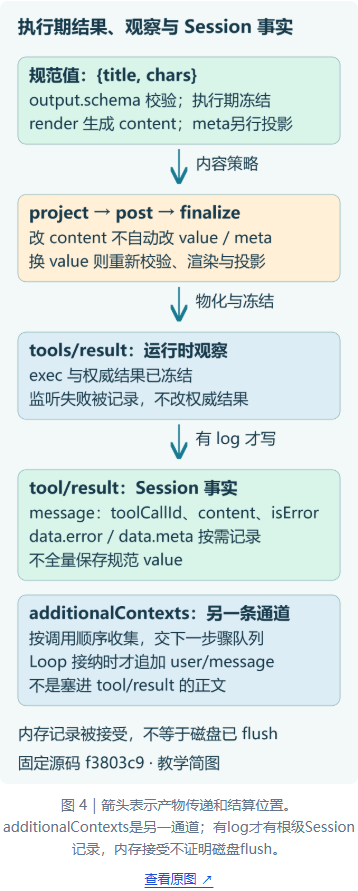 执行期结果、观察与 Session 事实
规范值：{title, chars}
output.schema 校验；执行期冻结
render 生成 content；meta另行投影
内容策略
project → post → finalize
改 content 不自动改 value / meta
换 value 则重新校验、渲染与投影
物化与冻结
tools/result：运行时观察
exec 与权威结果已冻结
监听失败被记录，不改权威结果
有 log 才写
tool/result：Session 事实
message：toolCallId、content、isError
data.error / data.meta 按需记录
不全量保存规范 value
additionalContexts：另一条通道
按调用顺序收集，交下一步骤队列
Loop 接纳时才追加 user/message
不是塞进 tool/result 的正文
内存记录被接受，不等于磁盘已 flush
固定源码 f3803c9 · 教学简图
图 4｜箭头表示产物传递和结算位置。
additionalContexts是另一通道；有log才有根级Session
记录，内存接受不证明磁盘flush。
查看原图 ↗